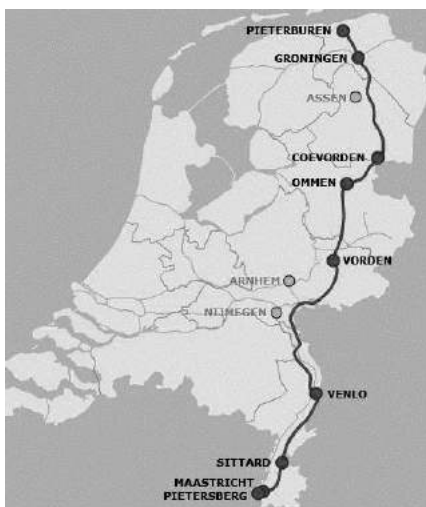 PIETERBUREN
GRONINGEN
ASSEN
COEVORDEN
OMMEN
VORDEN
ARNHEM
NIJMEGEN
VENLO
SITTARD
MAASTRICHT
PIETERSBERG